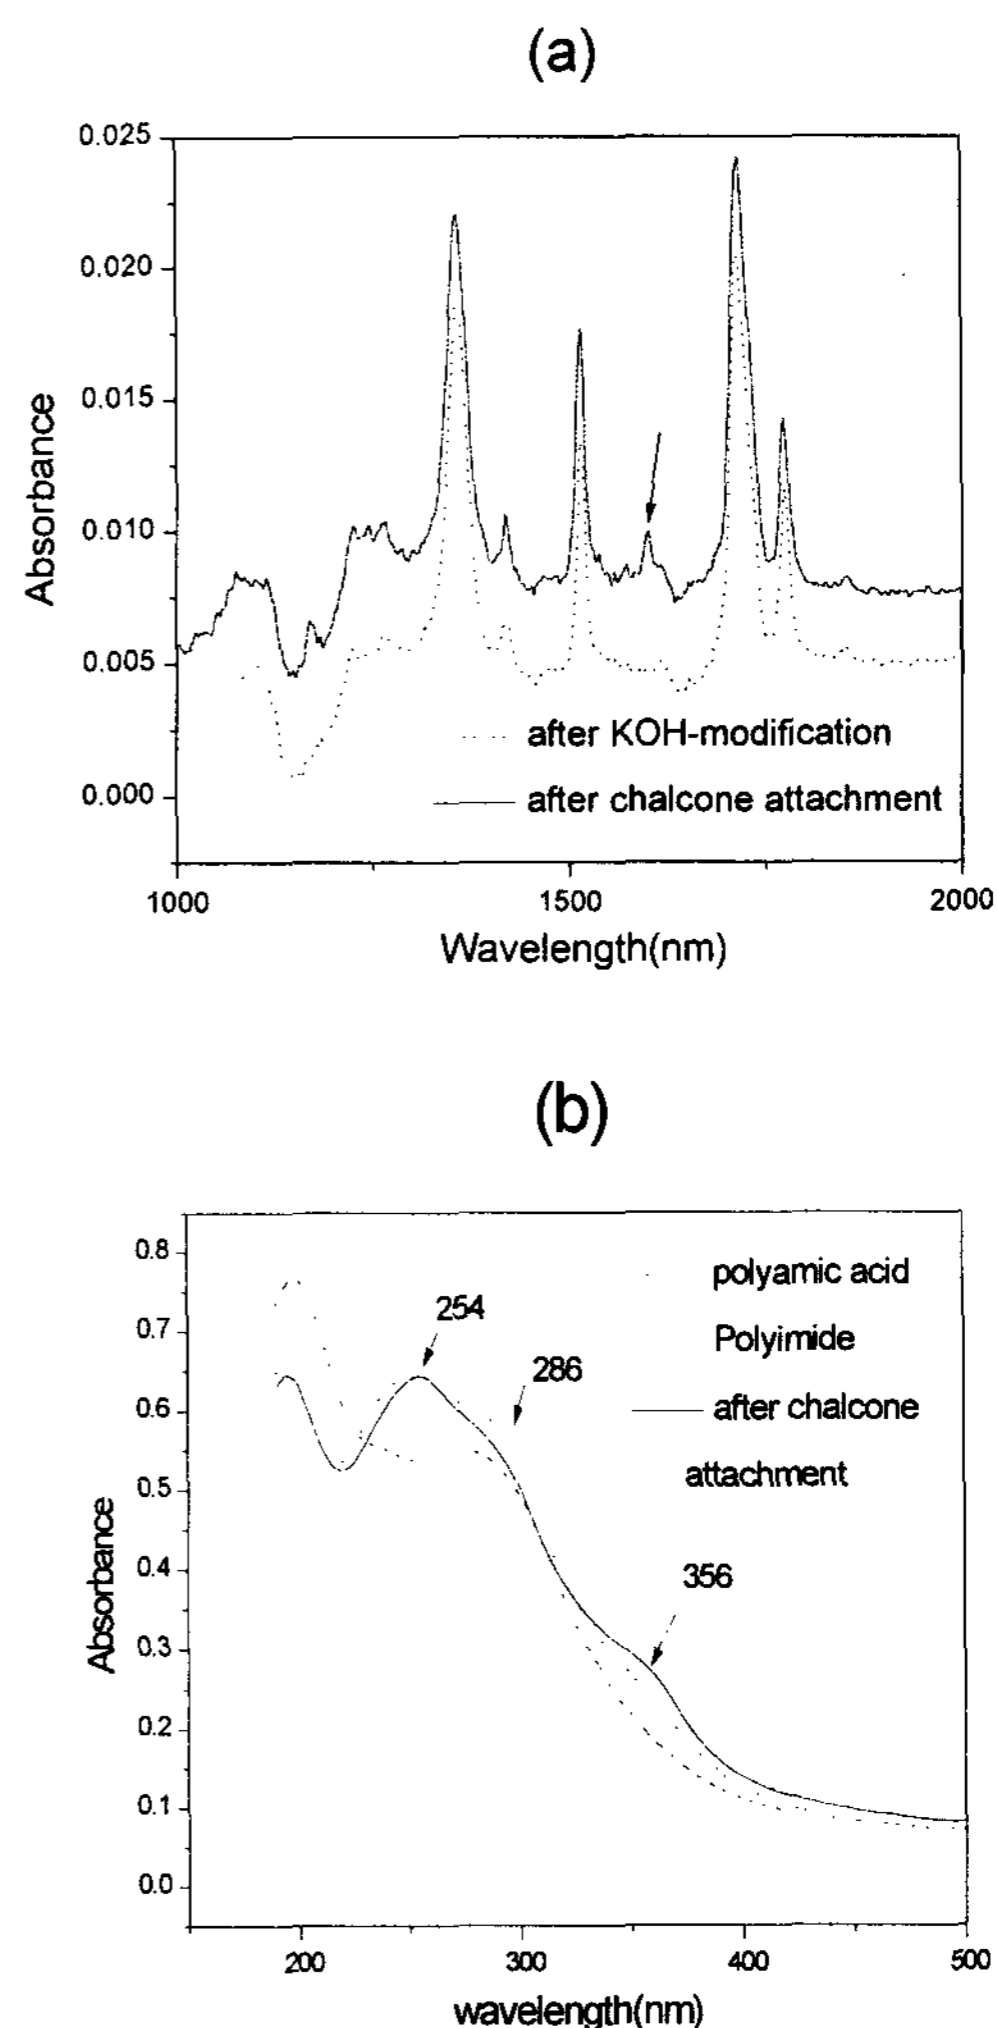 (a)
0.025
0.020
0.015
0.010
0.005
0.000
Absorbance
after KOH-modification
after chalcone attachment
1000 1500 2000
Wavelength(nm)
(b)
0.8
0.7
0.6
0.5
0.4
0.3
0.2
0.1
0.0
Absorbance
254
286
356
polyamic acid
Polyimide
after chalcone
attachment
200 300 400 500
wavelength(nm)